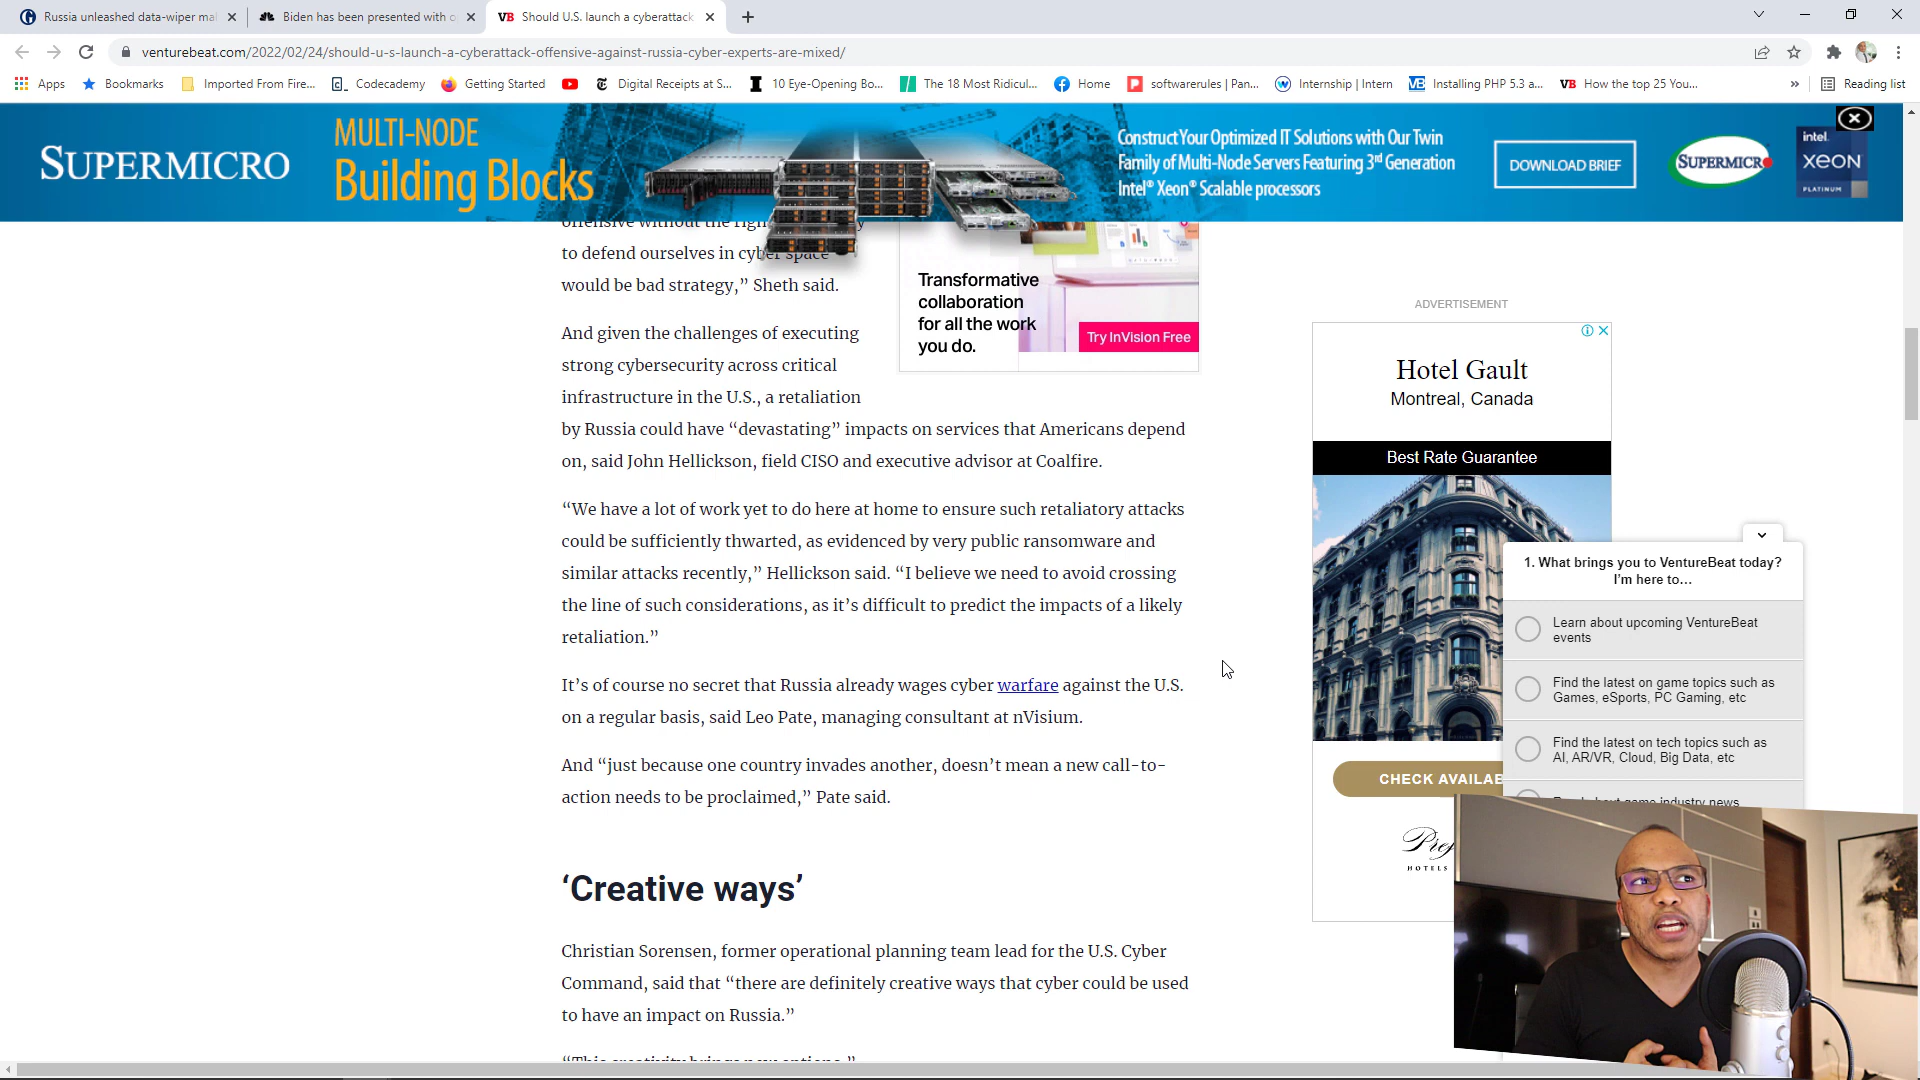 Russia unleashed data-wiper mal
Biden has been presented with o
VB Should U.S. launch a cyberattack
venturebeat.com/2022/02/24/should-u-s-launch-a-cyberattack-offensive-against-russia-cyber-experts-are-mixed/
Apps
Bookmarks
Imported From Fire...
Codecademy
Getting Started
Digital Receipts at S...
10 Eye-Opening Bo...
The 18 Most Ridicul...
Home
softwarerules | Pan...
Internship | Intern
Installing PHP 5.3 a...
VB How the top 25 You...
»
Reading list
SUPERMICRO
MULTI-NODE
Building Blocks
Construct Your Optimized IT Solutions with Our Twin
Family of Multi-Node Servers Featuring 3rd Generation
Intel® Xeon® Scalable processors
DOWNLOAD BRIEF
SUPERMICR
intel.
XEON
PLATINUM
offensive without the
to defend ourselves in cyber space
would be bad strategy,” Sheth said.
And given the challenges of executing
strong cybersecurity across critical
infrastructure in the U.S., a retaliation
by Russia could have “devastating” impacts on services that Americans depend
on, said John Hellickson, field CISO and executive advisor at Coalfire.
“We have a lot of work yet to do here at home to ensure such retaliatory attacks
could be sufficiently thwarted, as evidenced by very public ransomware and
similar attacks recently,” Hellickson said. “I believe we need to avoid crossing
the line of such considerations, as it’s difficult to predict the impacts of a likely
retaliation.”
It’s of course no secret that Russia already wages cyber warfare against the U.S.
on a regular basis, said Leo Pate, managing consultant at nVisium.
And “just because one country invades another, doesn’t mean a new call-to-
action needs to be proclaimed,” Pate said.
‘Creative ways’
Christian Sorensen, former operational planning team lead for the U.S. Cyber
Command, said that “there are definitely creative ways that cyber could be used
to have an impact on Russia.”
“This creativity brings new options,”
Transformative
collaboration
for all the work
you do.
Try InVision Free
ADVERTISEMENT
Hotel Gault
Montreal, Canada
Best Rate Guarantee
CHECK AVAILAB
HOTELS
1. What brings you to VentureBeat today?
I’m here to…
Learn about upcoming VentureBeat
events
Find the latest on game topics such as
Games, eSports, PC Gaming, etc
Find the latest on tech topics such as
AI, AR/VR, Cloud, Big Data, etc
game industry news